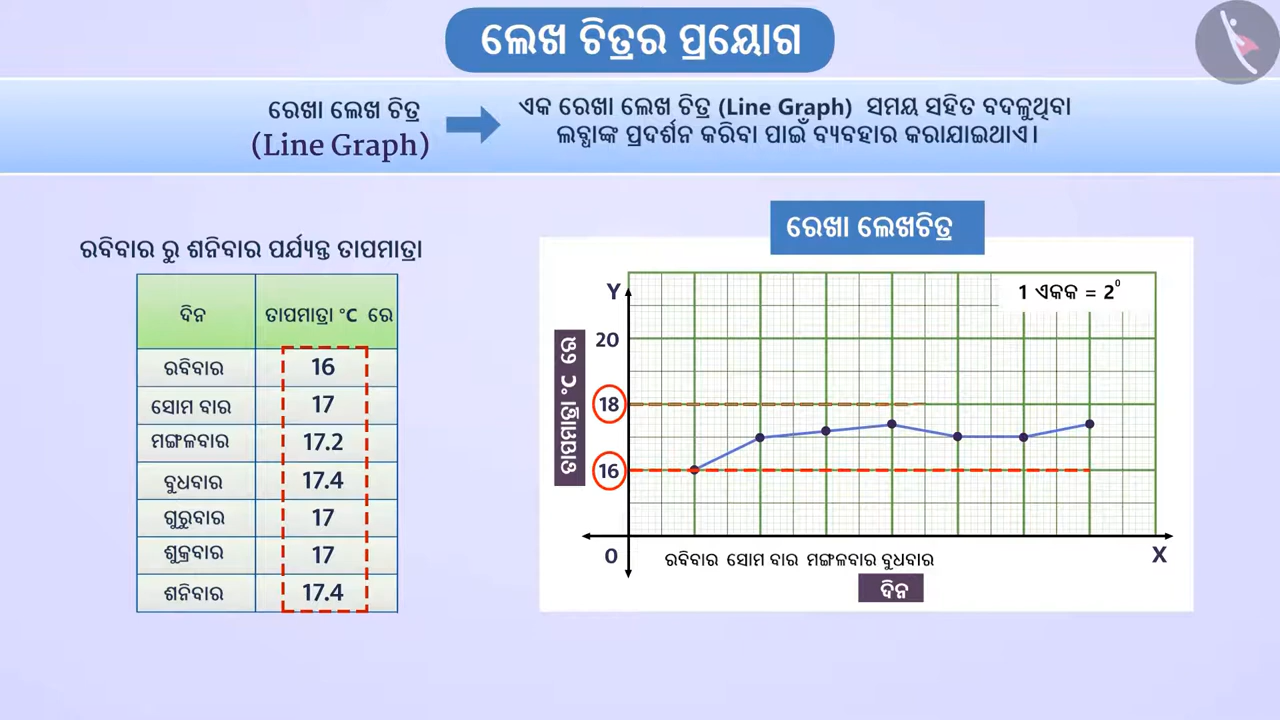 ଲେଖ ଚିତ୍ରର ପ୍ରୟୋଗ
ରେଖା ଲେଖ ଚିତ୍ର
(Line Graph)
ଏକ ରେଖା ଲେଖ ଚିତ୍ର (Line Graph) ସମୟ ସହିତ ବଦଳୁଥିବା
ଲବ୍ଧାଙ୍କ ପ୍ରଦର୍ଶନ କରିବା ପାଇଁ ବ୍ୟବହାର କରାଯାଇଥାଏ।
ରବିବାର ରୁ ଶନିବାର ପର୍ଯ୍ୟନ୍ତ ତାପମାତ୍ରା
ଦିନ ତାପମାତ୍ରା °C ରେ
ରବିବାର 16
ସୋମ ବାର 17
ମଙ୍ଗଳବାର 17.2
ବୁଧବାର 17.4
ଗୁରୁବାର 17
ଶୁକ୍ରବାର 17
ଶନିବାର 17.4
ରେଖା ଲେଖଚିତ୍ର
1 ଏକକ = 2⁰
Y
20
18
16
ତାପମାତ୍ରା °C ରେ
0
ରବିବାର ସୋମ ବାର ମଙ୍ଗଳବାର ବୁଧବାର
X
ଦିନ